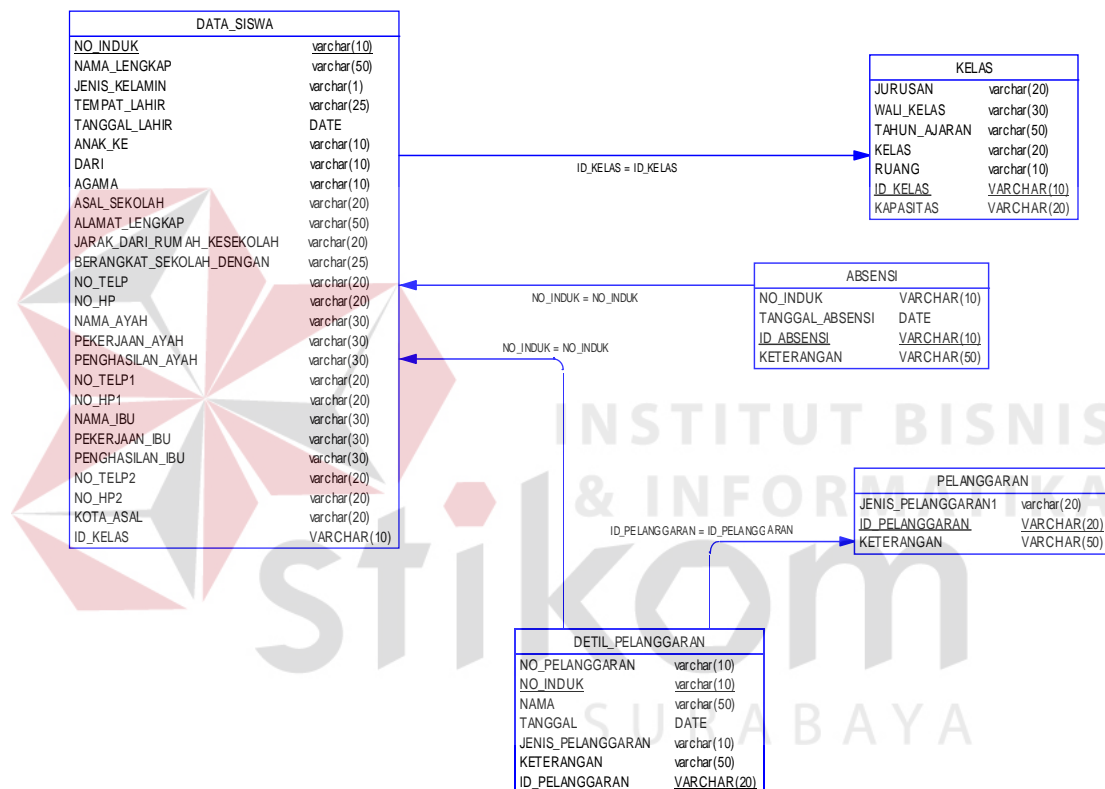 DATA_SISWA
NO_INDUK varchar(10)
NAMA_LENGKAP varchar(50)
JENIS_KELAMIN varchar(1)
TEMPAT_LAHIR varchar(25)
TANGGAL_LAHIR DATE
ANAK_KE varchar(10)
DARI varchar(10)
AGAMA varchar(10)
ASAL_SEKOLAH varchar(20)
ALAMAT_LENGKAP varchar(50)
JARAK_DARI_RUMAH_KESEKOLAH varchar(20)
BERANGKAT_SEKOLAH_DENGAN varchar(25)
NO_TELP varchar(20)
NO_HP varchar(20)
NAMA_AYAH varchar(30)
PEKERJAAN_AYAH varchar(30)
PENGHASILAN_AYAH varchar(30)
NO_TELP1 varchar(20)
NO_HP1 varchar(20)
NAMA_IBU varchar(30)
PEKERJAAN_IBU varchar(30)
PENGHASILAN_IBU varchar(30)
NO_TELP2 varchar(20)
NO_HP2 varchar(20)
KOTA_ASAL varchar(20)
ID_KELAS VARCHAR(10)
ID_KELAS = ID_KELAS
KELAS
JURUSAN varchar(20)
WALI_KELAS varchar(30)
TAHUN_AJARAN varchar(50)
KELAS varchar(20)
RUANG varchar(10)
ID_KELAS VARCHAR(10)
KAPASITAS VARCHAR(20)
NO_INDUK = NO_INDUK
ABSENSI
NO_INDUK VARCHAR(10)
TANGGAL_ABSENSI DATE
ID_ABSENSI VARCHAR(10)
KETERANGAN VARCHAR(50)
NO_INDUK = NO_INDUK
INSTITUT BISNIS
& INFORMATIKA
stikom
SURABAYA
PELANGGARAN
JENIS_PELANGGARAN1 varchar(20)
ID_PELANGGARAN VARCHAR(20)
KETERANGAN VARCHAR(50)
ID_PELANGGARAN = ID_PELANGGARAN
DETIL_PELANGGARAN
NO_PELANGGARAN varchar(10)
NO_INDUK varchar(10)
NAMA varchar(50)
TANGGAL DATE
JENIS_PELANGGARAN varchar(10)
KETERANGAN varchar(50)
ID_PELANGGARAN VARCHAR(20)